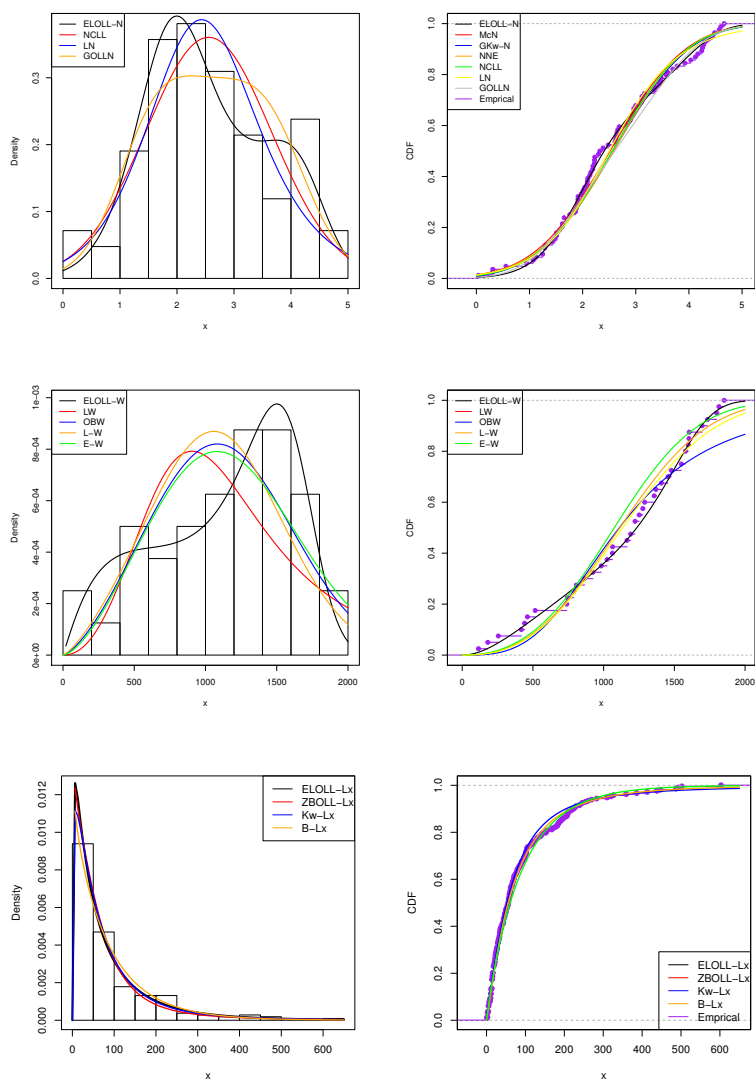 ELOLL−N
NCLL
LN
GOLLN
Density
0.0
0.1
0.3
0
1
2
3
4
5
x
ELOLL−N
McN
GKw−N
NNE
NCLL
LN
GOLLN
Emprical
CDF
0.0
0.2
0.4
0.6
0.8
1.0
0
1
2
3
4
5
x
ELOLL−W
LW
OBW
L−W
E−W
Density
0e+00
2e−04
4e−04
6e−04
8e−04
1e−03
0
500
1000
1500
2000
x
ELOLL−W
LW
OBW
L−W
E−W
CDF
0.0
0.2
0.4
0.6
0.8
1.0
0
500
1000
1500
2000
x
ELOLL−Lx
ZBOLL−Lx
Kw−Lx
B−Lx
Density
0.000
0.002
0.004
0.006
0.008
0.010
0.012
0
100
200
300
400
500
600
x
ELOLL−Lx
ZBOLL−Lx
Kw−Lx
B−Lx
Emprical
CDF
0.0
0.2
0.4
0.6
0.8
1.0
0
100
200
300
400
500
600
x